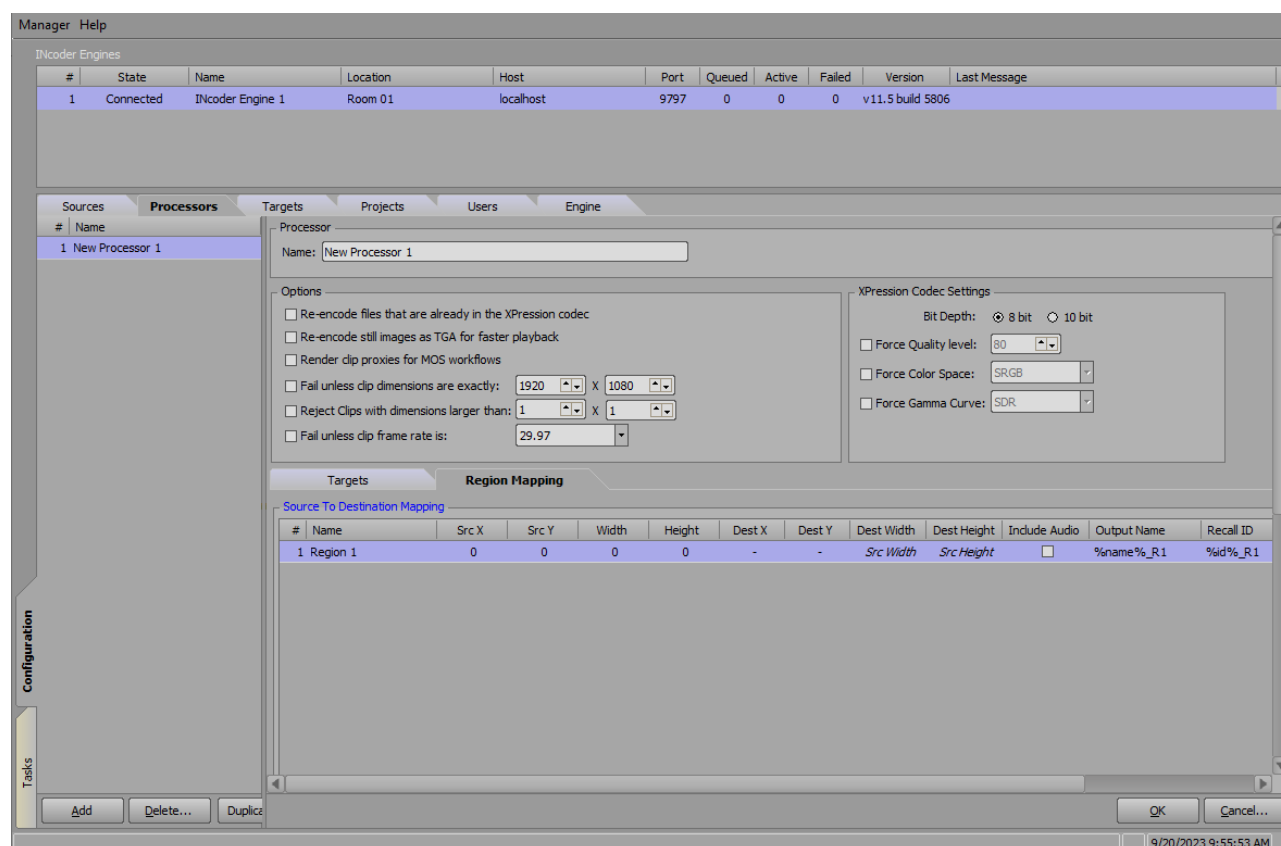 Manager Help
INcoder Engines
# State Name Location Host Port Queued Active Failed Version Last Message
1 Connected INcoder Engine 1 Room 01 localhost 9797 0 0 0 v11.5 build 5806
Sources Processors Targets Projects Users Engine
# Name
1 New Processor 1
Processor
Name: New Processor 1
Options
Re-encode files that are already in the XPression codec
Re-encode still images as TGA for faster playback
Render clip proxies for MOS workflows
Fail unless clip dimensions are exactly: 1920 X 1080
Reject Clips with dimensions larger than: 1 X 1
Fail unless clip frame rate is: 29.97
XPression Codec Settings
Bit Depth: 8 bit 10 bit
Force Quality level: 80
Force Color Space: SRGB
Force Gamma Curve: SDR
Targets Region Mapping
Source To Destination Mapping
# Name Src X Src Y Width Height Dest X Dest Y Dest Width Dest Height Include Audio Output Name Recall ID
1 Region 1 0 0 0 0 - - Src Width Src Height %name%_R1 %id%_R1
Configuration
Tasks
Add Delete... Duplica
OK Cancel...
9/20/2023 9:55:53 AM